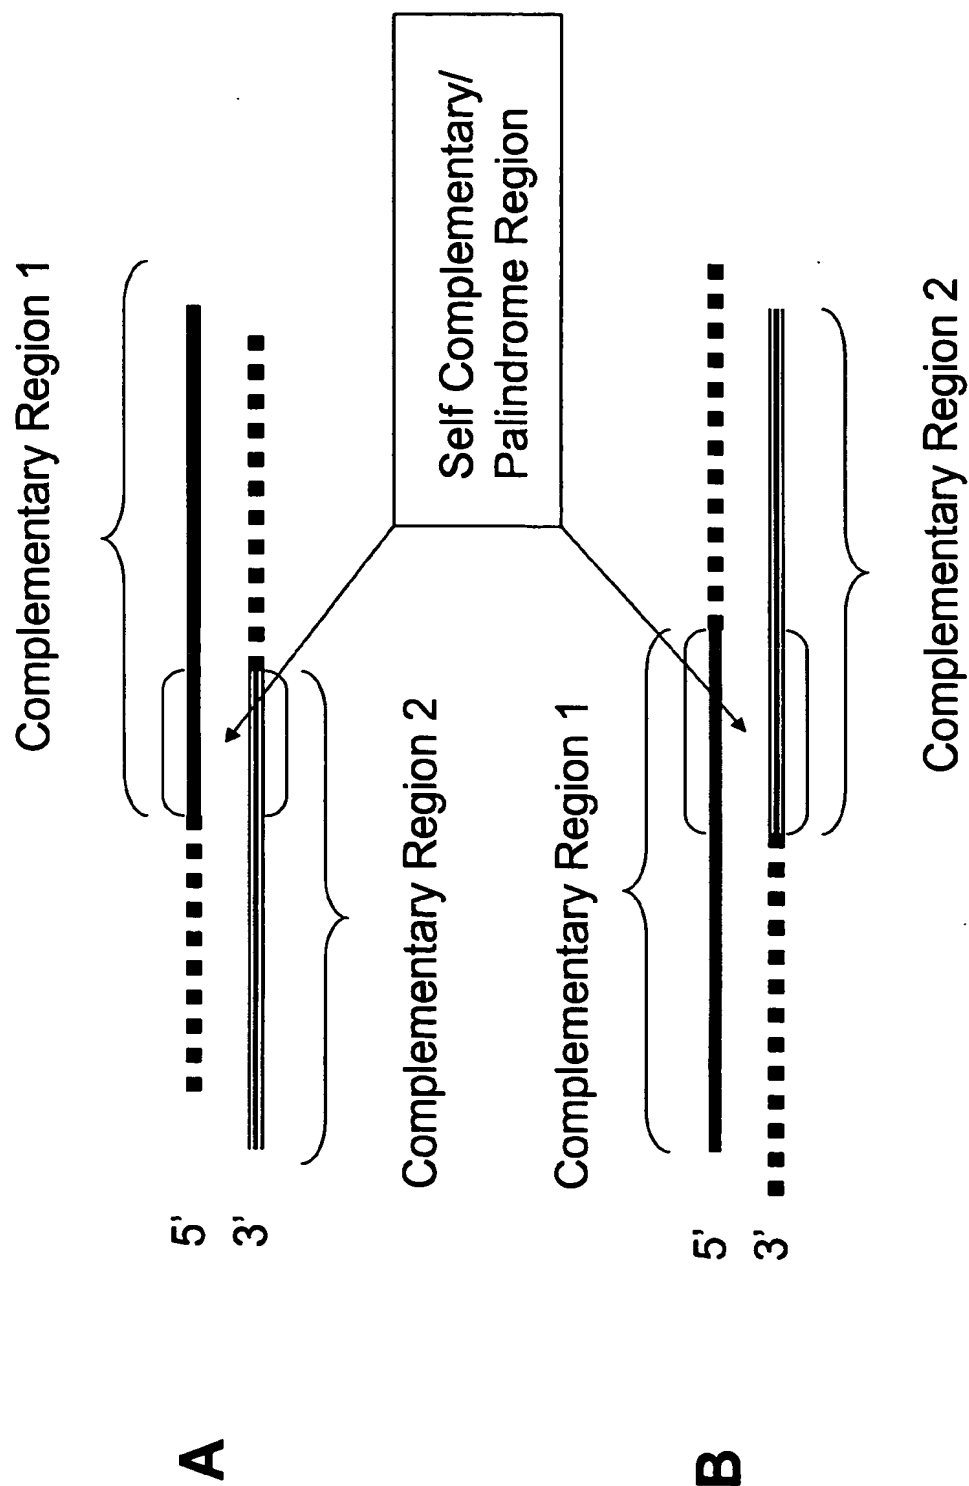 A
Complementary Region 1
5'
3'
Complementary Region 2
Self Complementary/
Palindrome Region
B
Complementary Region 1
5'
3'
Complementary Region 2